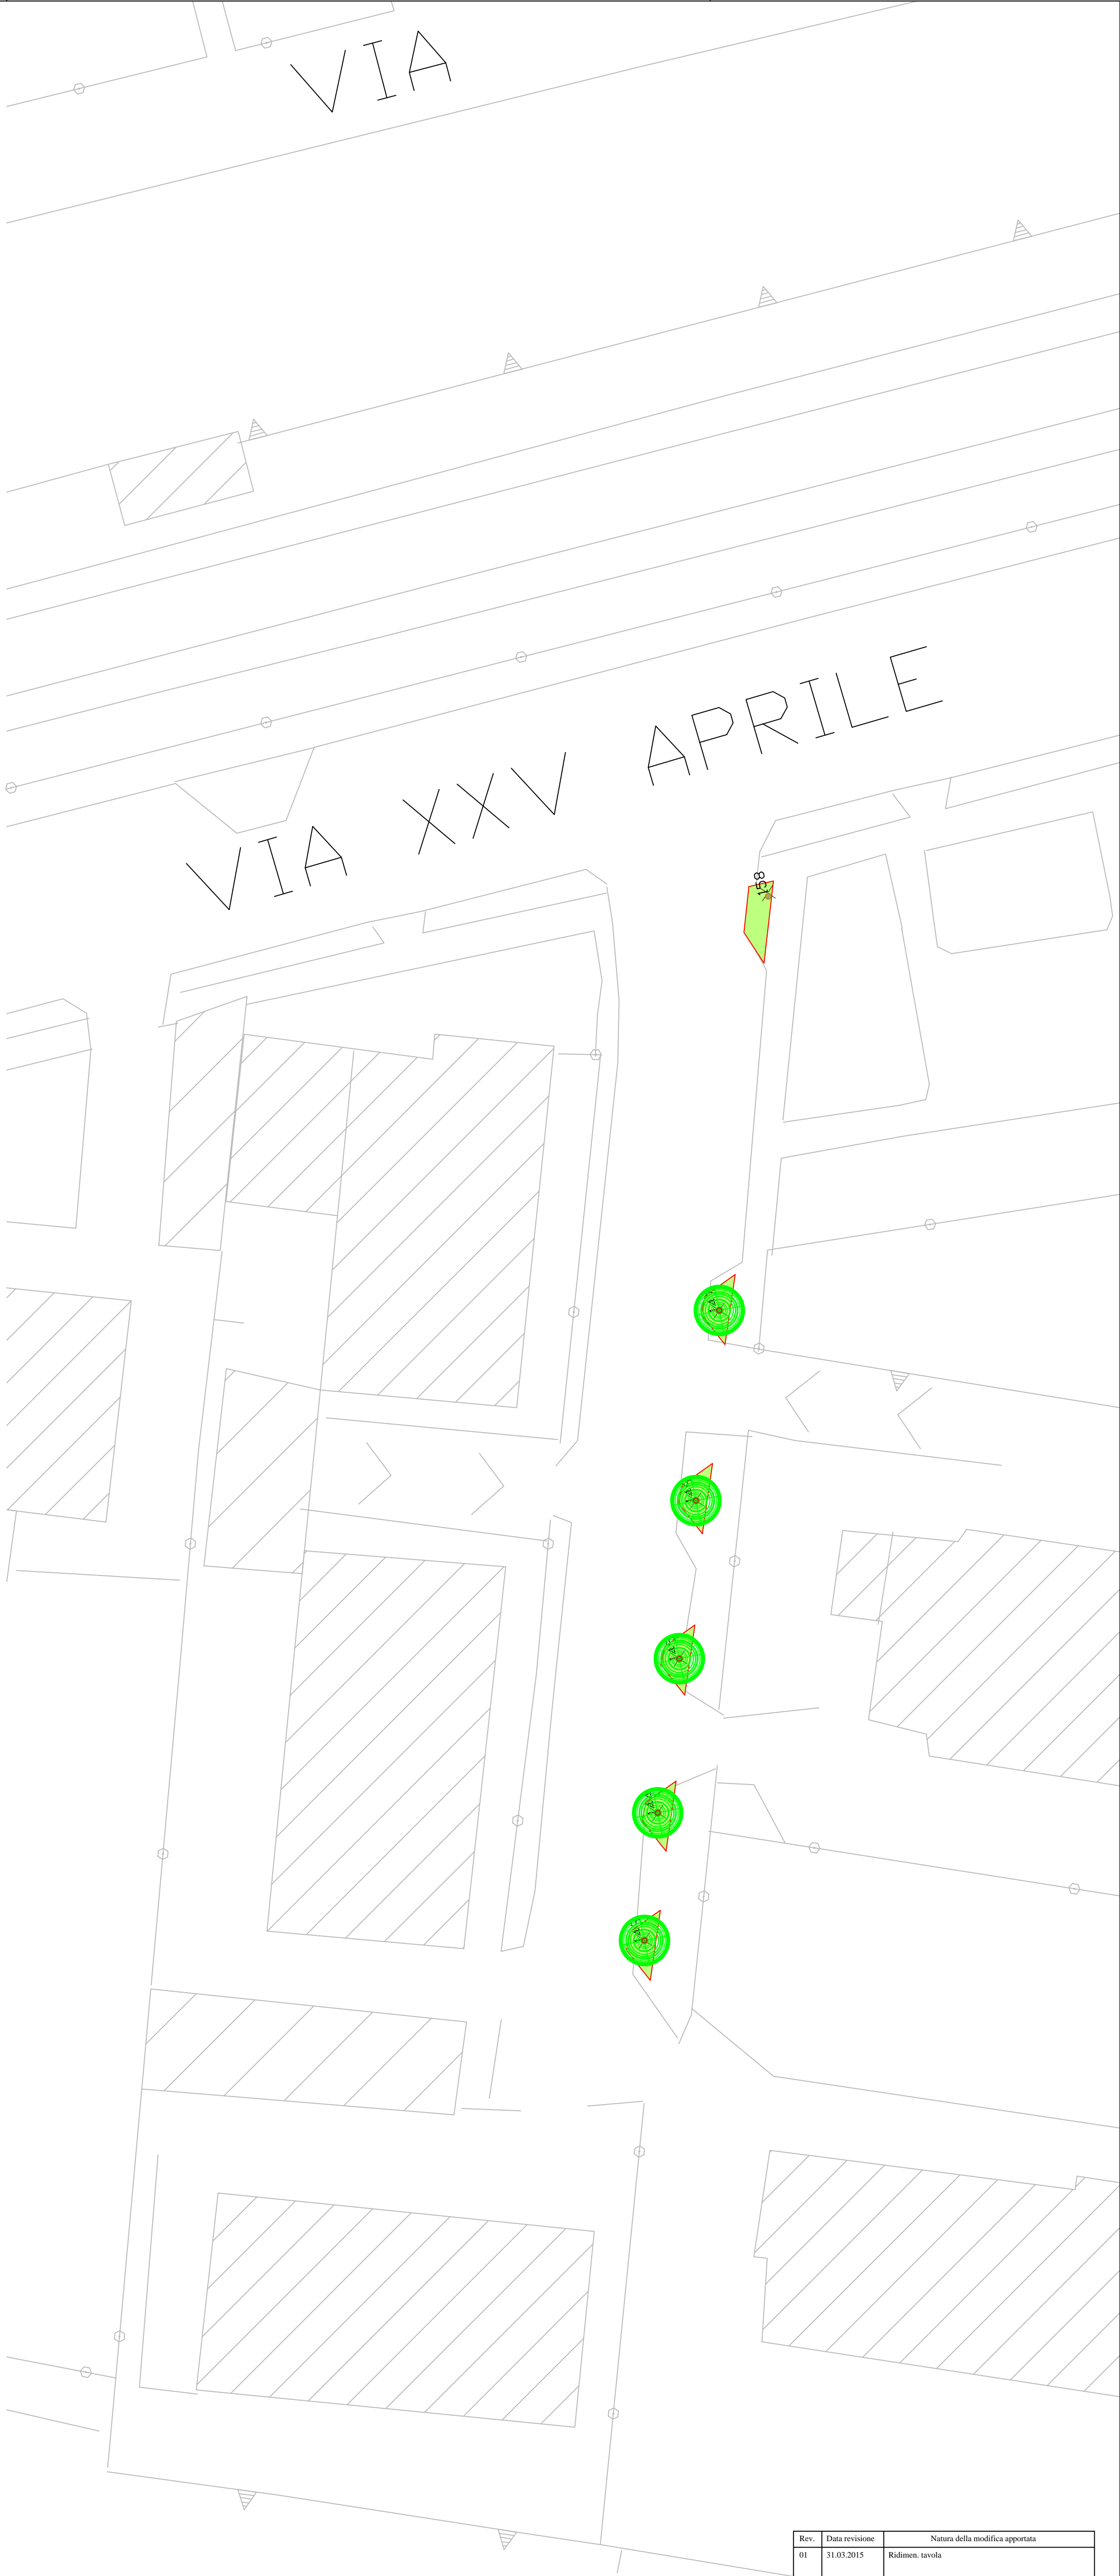 VIA
VIA XXV APRILE
158
Rev. Data revisione Natura della modifica apportata
01 31.03.2015 Ridimen. tavola